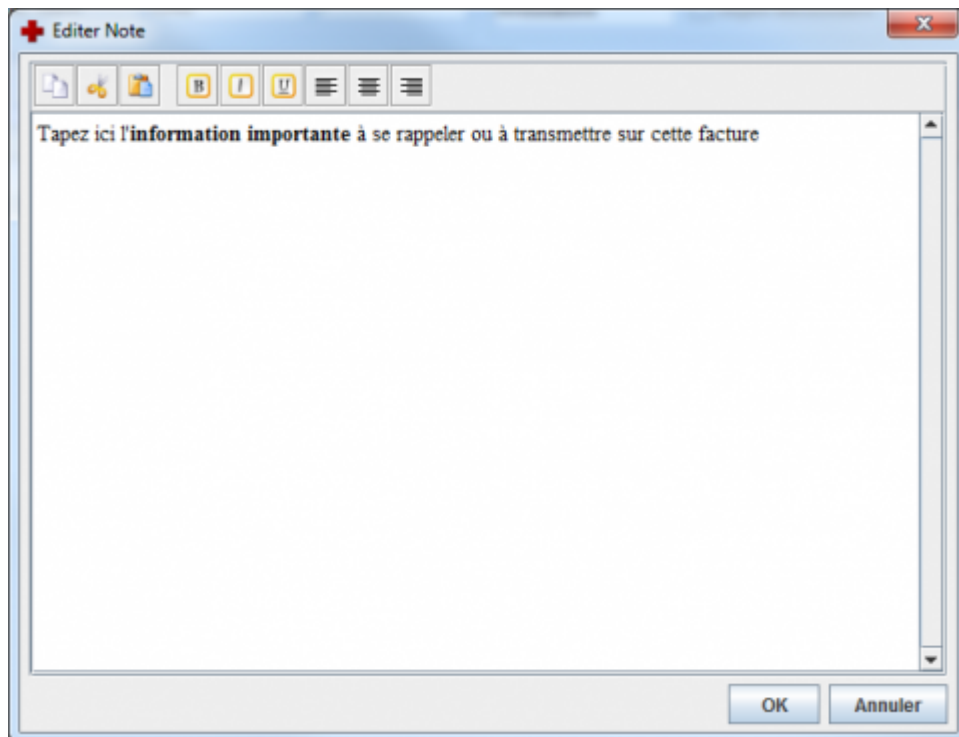 Editer Note
B I U
Tapez ici l'information importante à se rappeler ou à transmettre sur cette facture
OK Annuler